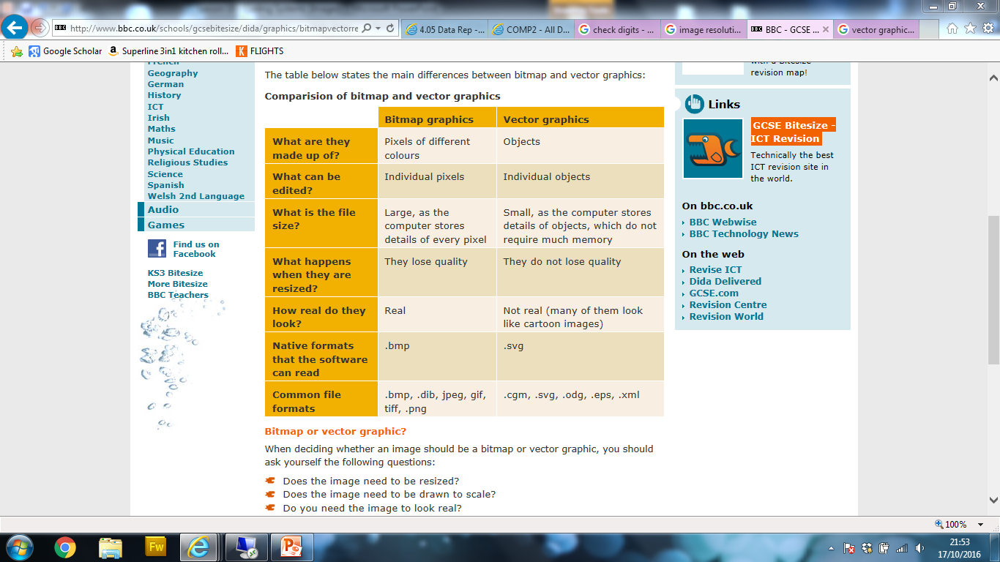 http://www.bbc.co.uk/schools/gcsebitesize/dida/graphics/bitmapvectorre
4.05 Data Rep -...
COMP2 - All D...
check digits - ...
image resoluti...
BBC - GCSE ...
vector graphic...
Google Scholar
Superline 3in1 kitchen roll...
FLIGHTS
French
Geography
German
History
ICT
Irish
Maths
Music
Physical Education
Religious Studies
Science
Spanish
Welsh 2nd Language
Audio
Games
Find us on
Facebook
KS3 Bitesize
More Bitesize
BBC Teachers
The table below states the main differences between bitmap and vector graphics:
Comparision of bitmap and vector graphics
Bitmap graphics
Vector graphics
What are they
made up of?
Pixels of different
colours
Objects
What can be
edited?
Individual pixels
Individual objects
What is the file
size?
Large, as the
computer stores
details of every pixel
Small, as the computer stores
details of objects, which do not
require much memory
What happens
when they are
resized?
They lose quality
They do not lose quality
How real do they
look?
Real
Not real (many of them look
like cartoon images)
Native formats
that the software
can read
.bmp
.svg
Common file
formats
.bmp, .dib, jpeg, gif,
tiff, .png
.cgm, .svg, .odg, .eps, .xml
Bitmap or vector graphic?
When deciding whether an image should be a bitmap or vector graphic, you should
ask yourself the following questions:
Does the image need to be resized?
Does the image need to be drawn to scale?
Do you need the image to look real?
with a Bitesize
revision map!
Links
GCSE Bitesize -
ICT Revision
Technically the best
ICT revision site in
the world.
On bbc.co.uk
BBC Webwise
BBC Technology News
On the web
Revise ICT
Dida Delivered
GCSE.com
Revision Centre
Revision World
100%
Fw
21:53
17/10/2016